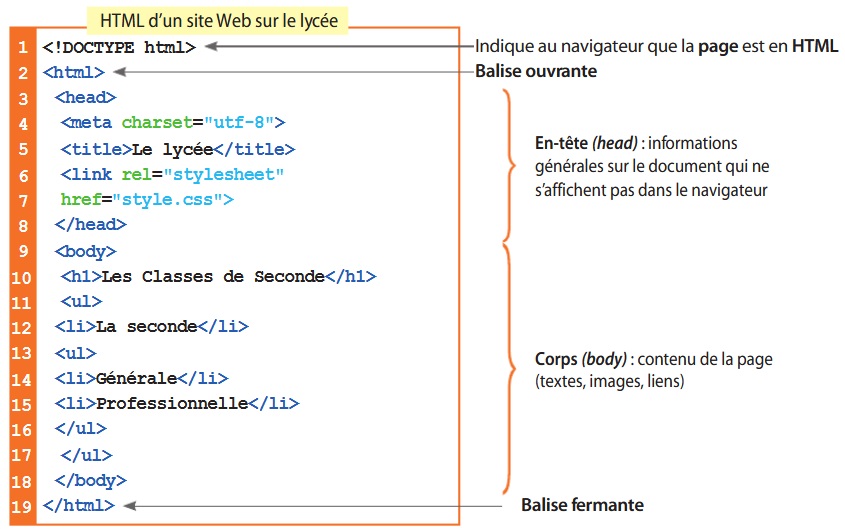 HTML d'un site Web sur le lycée
1 <!DOCTYPE html>
Indique au navigateur que la page est en HTML
2 <html>
Balise ouvrante
3 <head>
4 <meta charset="utf-8">
5 <title>Le lycée</title>
6 <link rel="stylesheet"
7 href="style.css">
8 </head>
En-tête (head) : informations
générales sur le document qui ne
s'affichent pas dans le navigateur
9 <body>
10 <h1>Les Classes de Seconde</h1>
11 <ul>
12 <li>La seconde</li>
13 <ul>
14 <li>Générale</li>
15 <li>Professionnelle</li>
16 </ul>
17 </ul>
18 </body>
Corps (body) : contenu de la page
(textes, images, liens)
19 </html>
Balise fermante